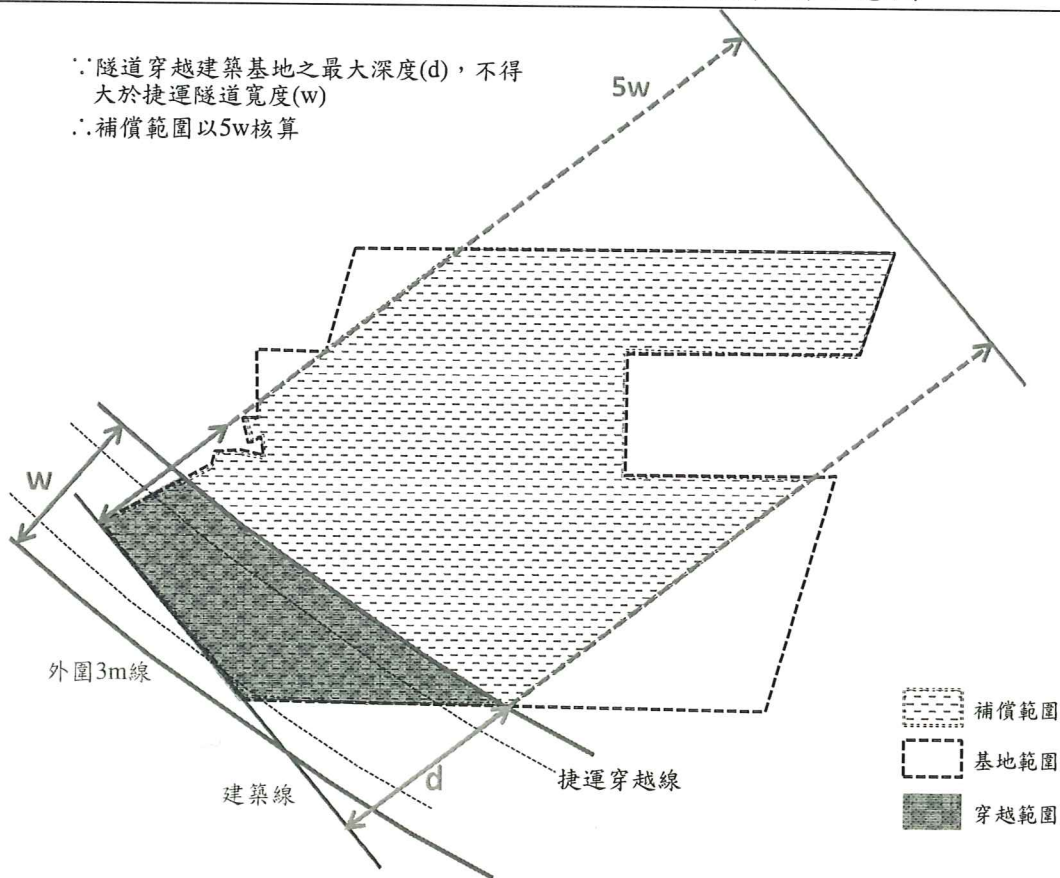 ∵隧道穿越建築基地之最大深度(d)，不得
大於捷運隧道寬度(w)
∴補償範圍以5w核算
5w
w
外圍3m線
建築線
d
捷運穿越線
補償範圍
基地範圍
穿越範圍